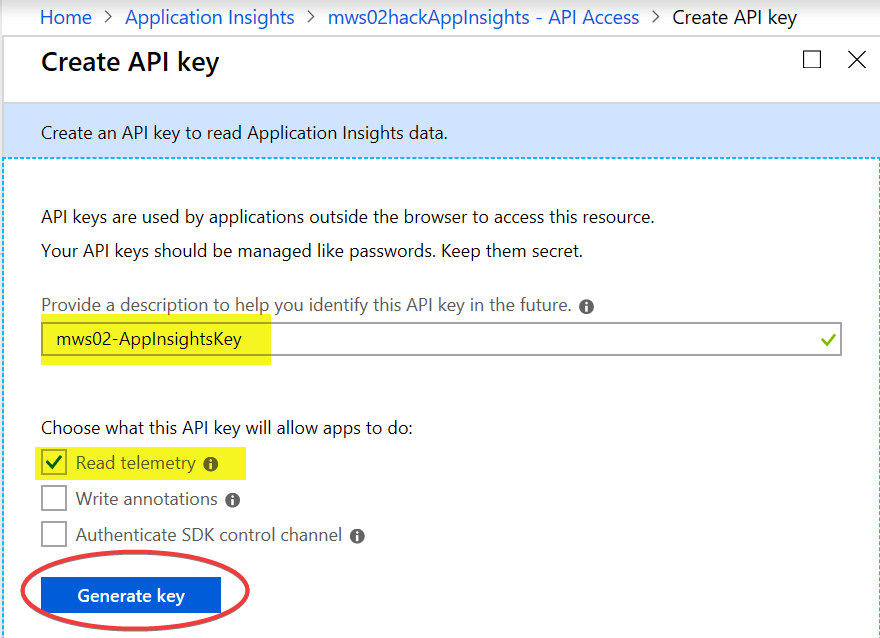 Home > Application Insights > mws02hackAppInsights - API Access > Create API key
Create API key
Create an API key to read Application Insights data.
API keys are used by applications outside the browser to access this resource.
Your API keys should be managed like passwords. Keep them secret.
Provide a description to help you identify this API key in the future.
mws02-AppInsightsKey
Choose what this API key will allow apps to do:
Read telemetry
Write annotations
Authenticate SDK control channel
Generate key